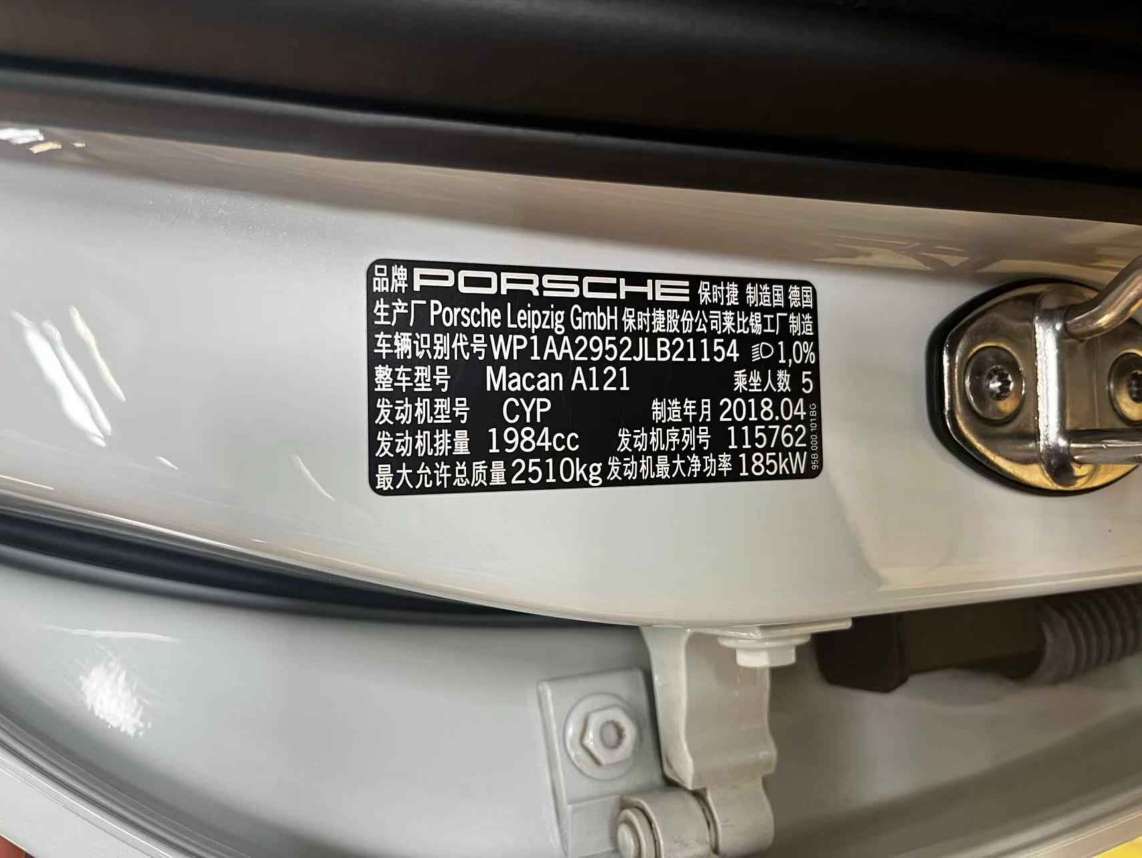 品牌 PORSCHE 保时捷 制造国 德国
生产厂 Porsche Leipzig GmbH 保时捷股份公司莱比锡工厂制造
车辆识别代号 WP1AA2952JLB21154 1,0%
整车型号 Macan A121 乘坐人数 5
发动机型号 CYP 制造年月 2018.04
发动机排量 1984cc 发动机序列号 115762
最大允许总质量 2510kg 发动机最大净功率 185kW
958.000.101BG